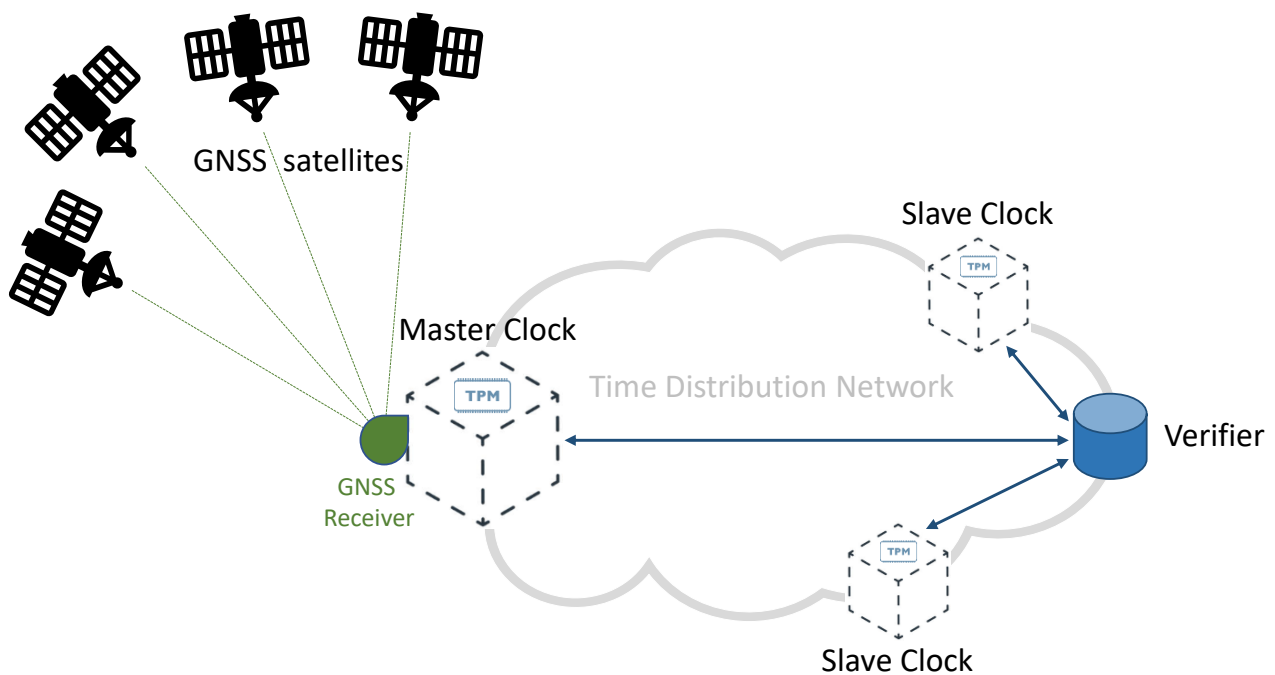 GNSS satellites
Slave Clock
TPM
Master Clock
TPM
Time Distribution Network
Verifier
GNSS
Receiver
TPM
Slave Clock